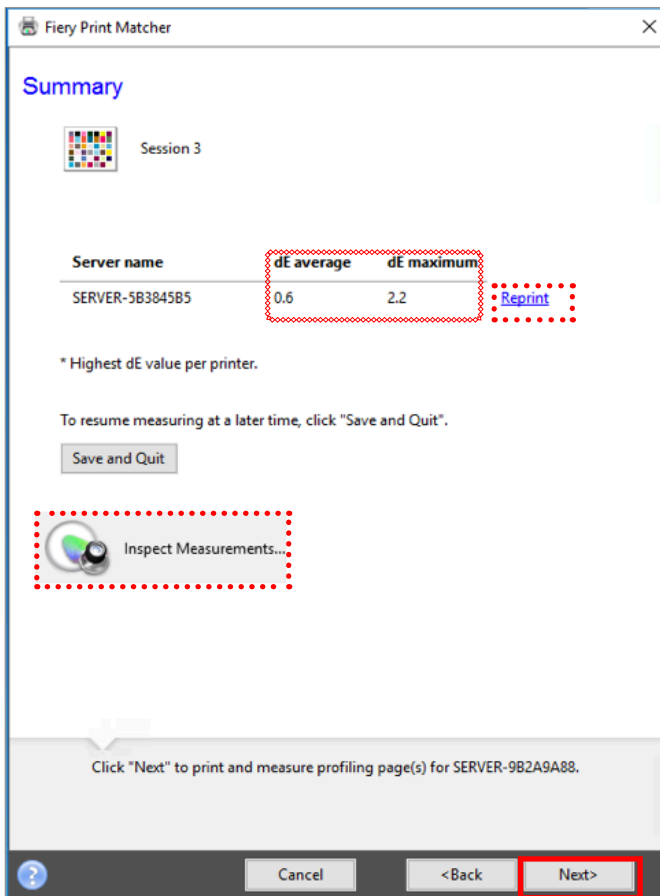 Fiery Print Matcher
Summary
Session 3
Server name dE average dE maximum
SERVER-5B3845B5 0.6 2.2 Reprint
* Highest dE value per printer.
To resume measuring at a later time, click "Save and Quit".
Save and Quit
Inspect Measurements...
Click "Next" to print and measure profiling page(s) for SERVER-9B2A9A88.
? Cancel <Back Next>